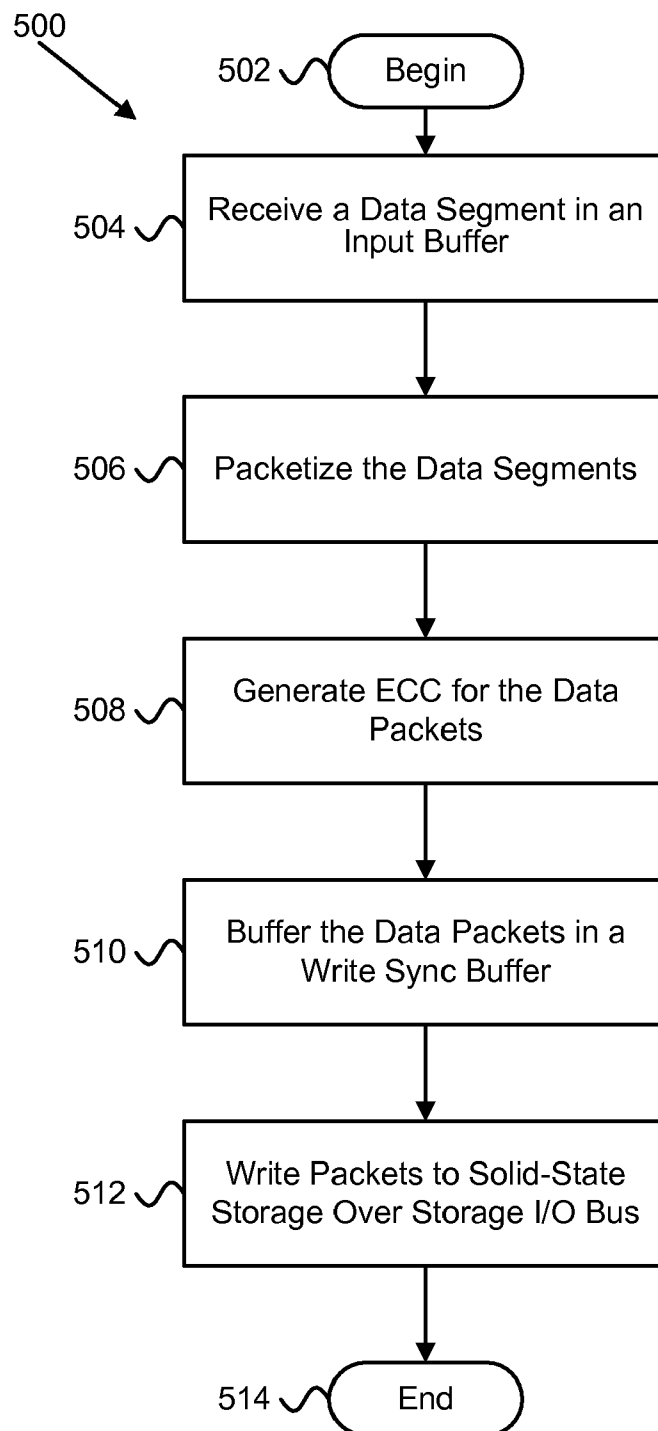 500
502
Begin
504
Receive a Data Segment in an
Input Buffer
506
Packetize the Data Segments
508
Generate ECC for the Data
Packets
510
Buffer the Data Packets in a
Write Sync Buffer
512
Write Packets to Solid-State
Storage Over Storage I/O Bus
514
End